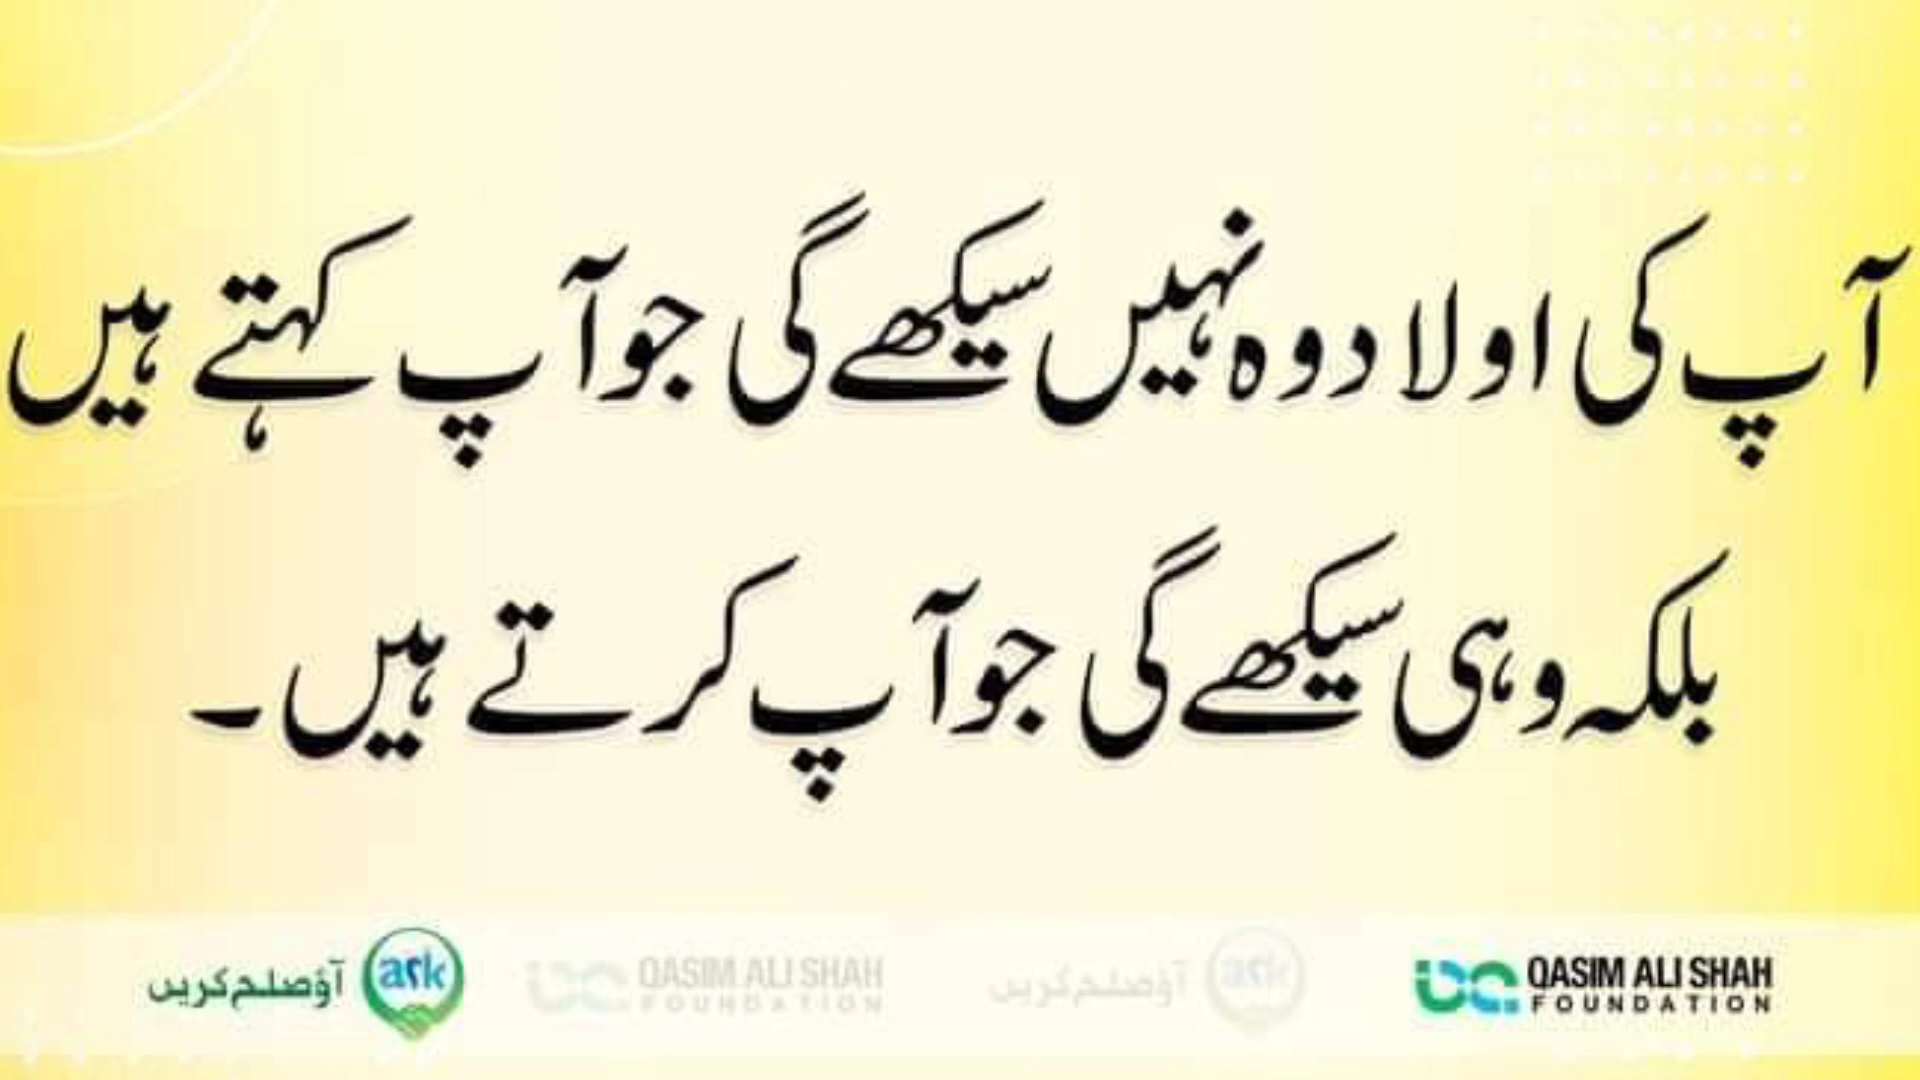 آپ کی اولاد وہ نہیں سیکھے گی جو آپ کہتے ہیں
بلکہ وہی سیکھے گی جو آپ کرتے ہیں۔
آؤ صلح کریں
ark
QASIM ALI SHAH
FOUNDATION
آؤ صلح کریں
ark
QASIM ALI SHAH
FOUNDATION